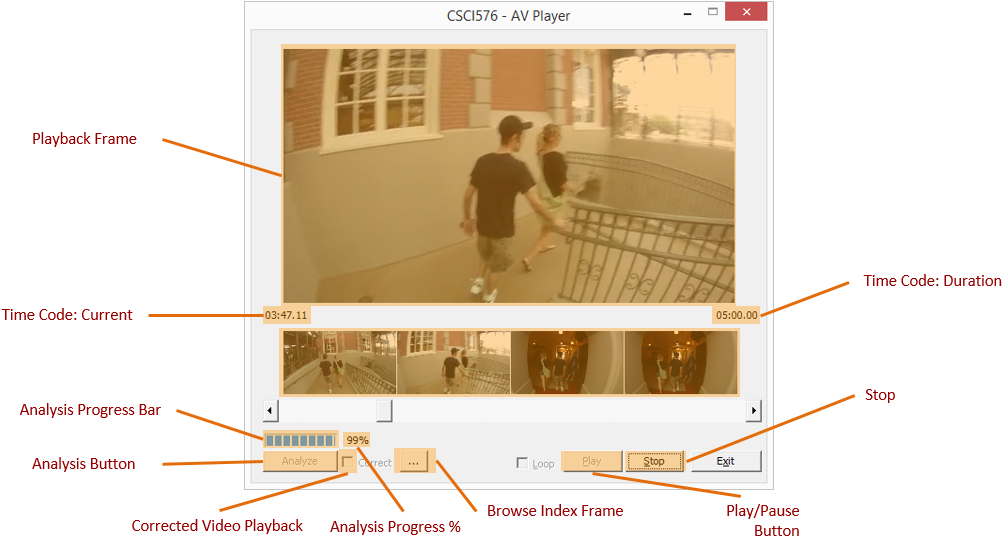 CSCI576 - AV Player
Playback Frame
Time Code: Current
03:47.11
05:00.00
Time Code: Duration
Analysis Progress Bar
99%
Stop
Analysis Button
Analyze
Correct
...
Loop
Play
Stop
Exit
Corrected Video Playback
Analysis Progress %
Browse Index Frame
Play/Pause
Button